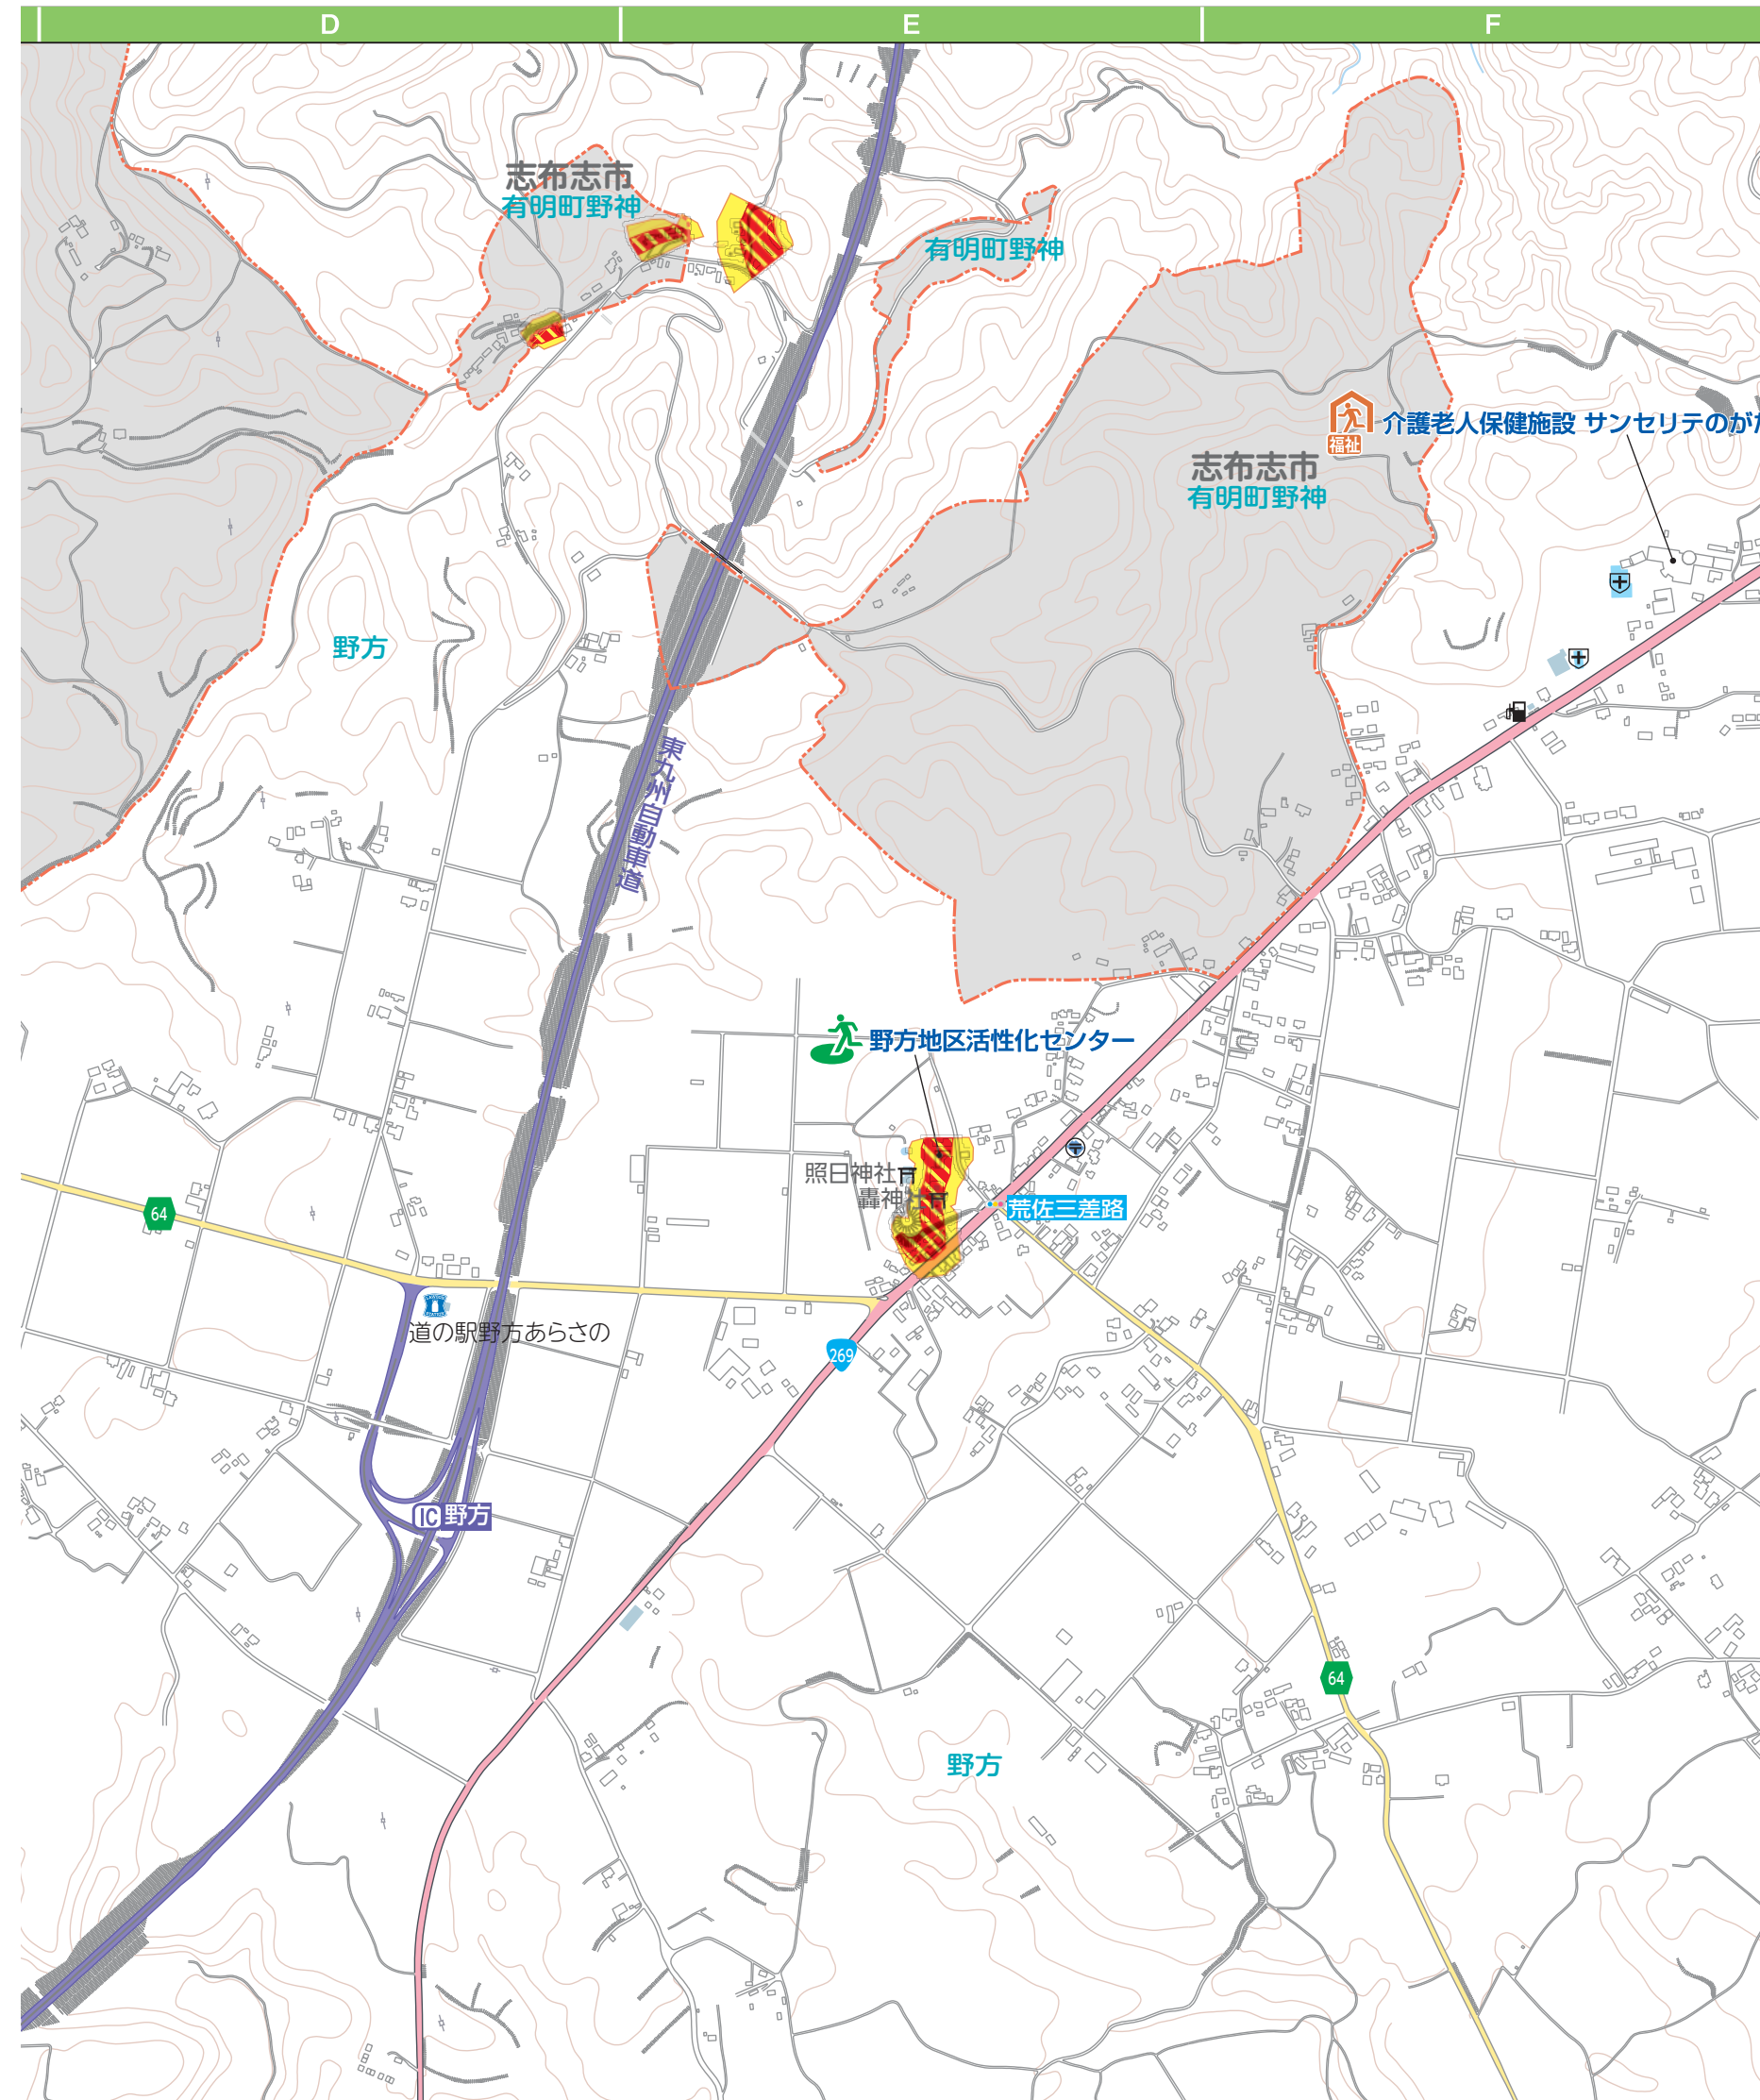 D
E
F
志布志市
有明町野神
有明町野神
介護老人保健施設 サンセリテのがた
福祉
志布志市
有明町野神
野方
東九州自動車道
野方地区活性化センター
照日神社
轟神社
荒佐三差路
64
道の駅野方あらさの
269
IC 野方
64
野方